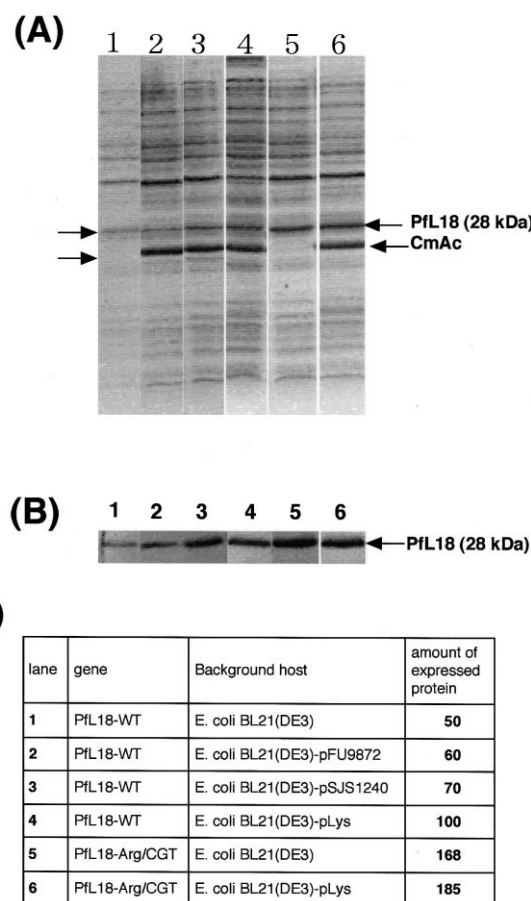 (A)
1 2 3 4 5 6
PfL18 (28 kDa)
CmAc
(B)
1 2 3 4 5 6
PfL18 (28 kDa)
)
lane gene Background host amount of expressed protein
1 PfL18-WT E. coli BL21(DE3) 50
2 PfL18-WT E. coli BL21(DE3)-pFU9872 60
3 PfL18-WT E. coli BL21(DE3)-pSJS1240 70
4 PfL18-WT E. coli BL21(DE3)-pLys 100
5 PfL18-Arg/CGT E. coli BL21(DE3) 168
6 PfL18-Arg/CGT E. coli BL21(DE3)-pLys 185